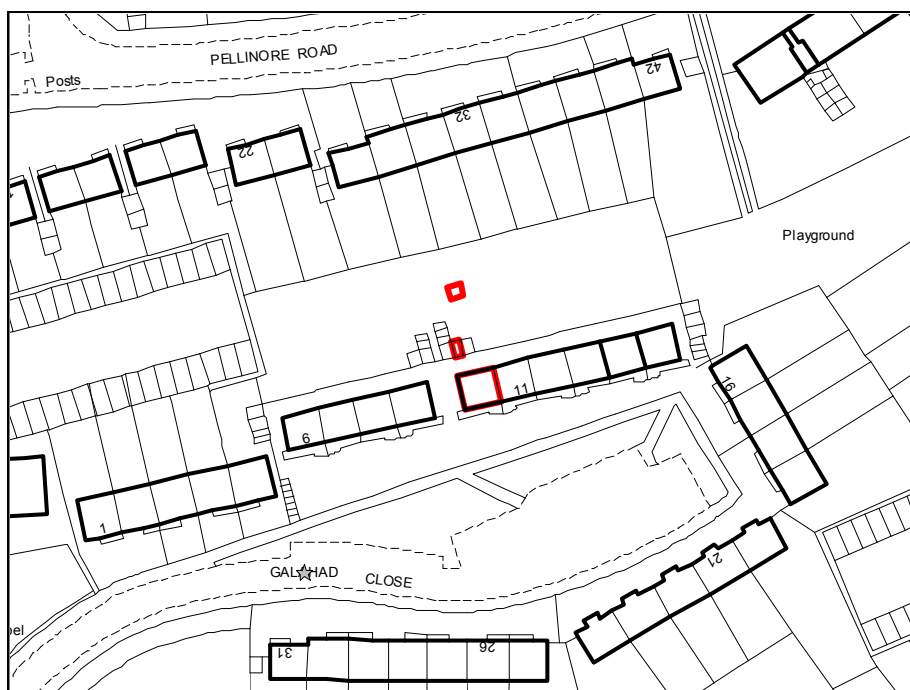 PELLINORE ROAD
42
Posts
32
22
Playground
16
11
6
1
21
GALAHAD CLOSE
31
26